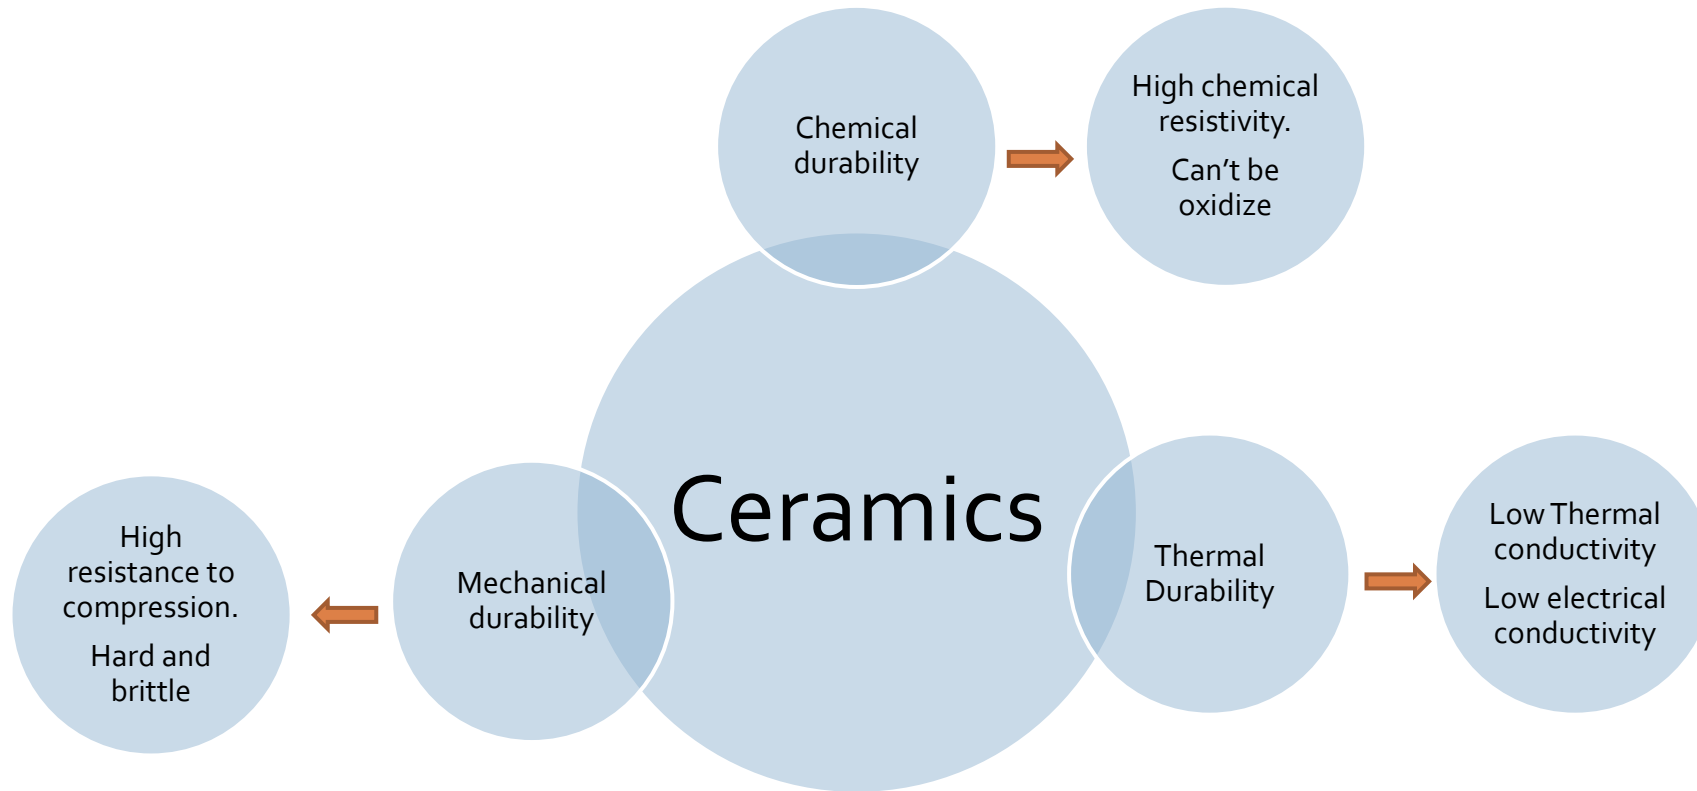 Chemical
durability
High chemical
resistivity.
Can't be
oxidize
Ceramics
Mechanical
durability
High
resistance to
compression.
Hard and
brittle
Thermal
Durability
Low Thermal
conductivity
Low electrical
conductivity